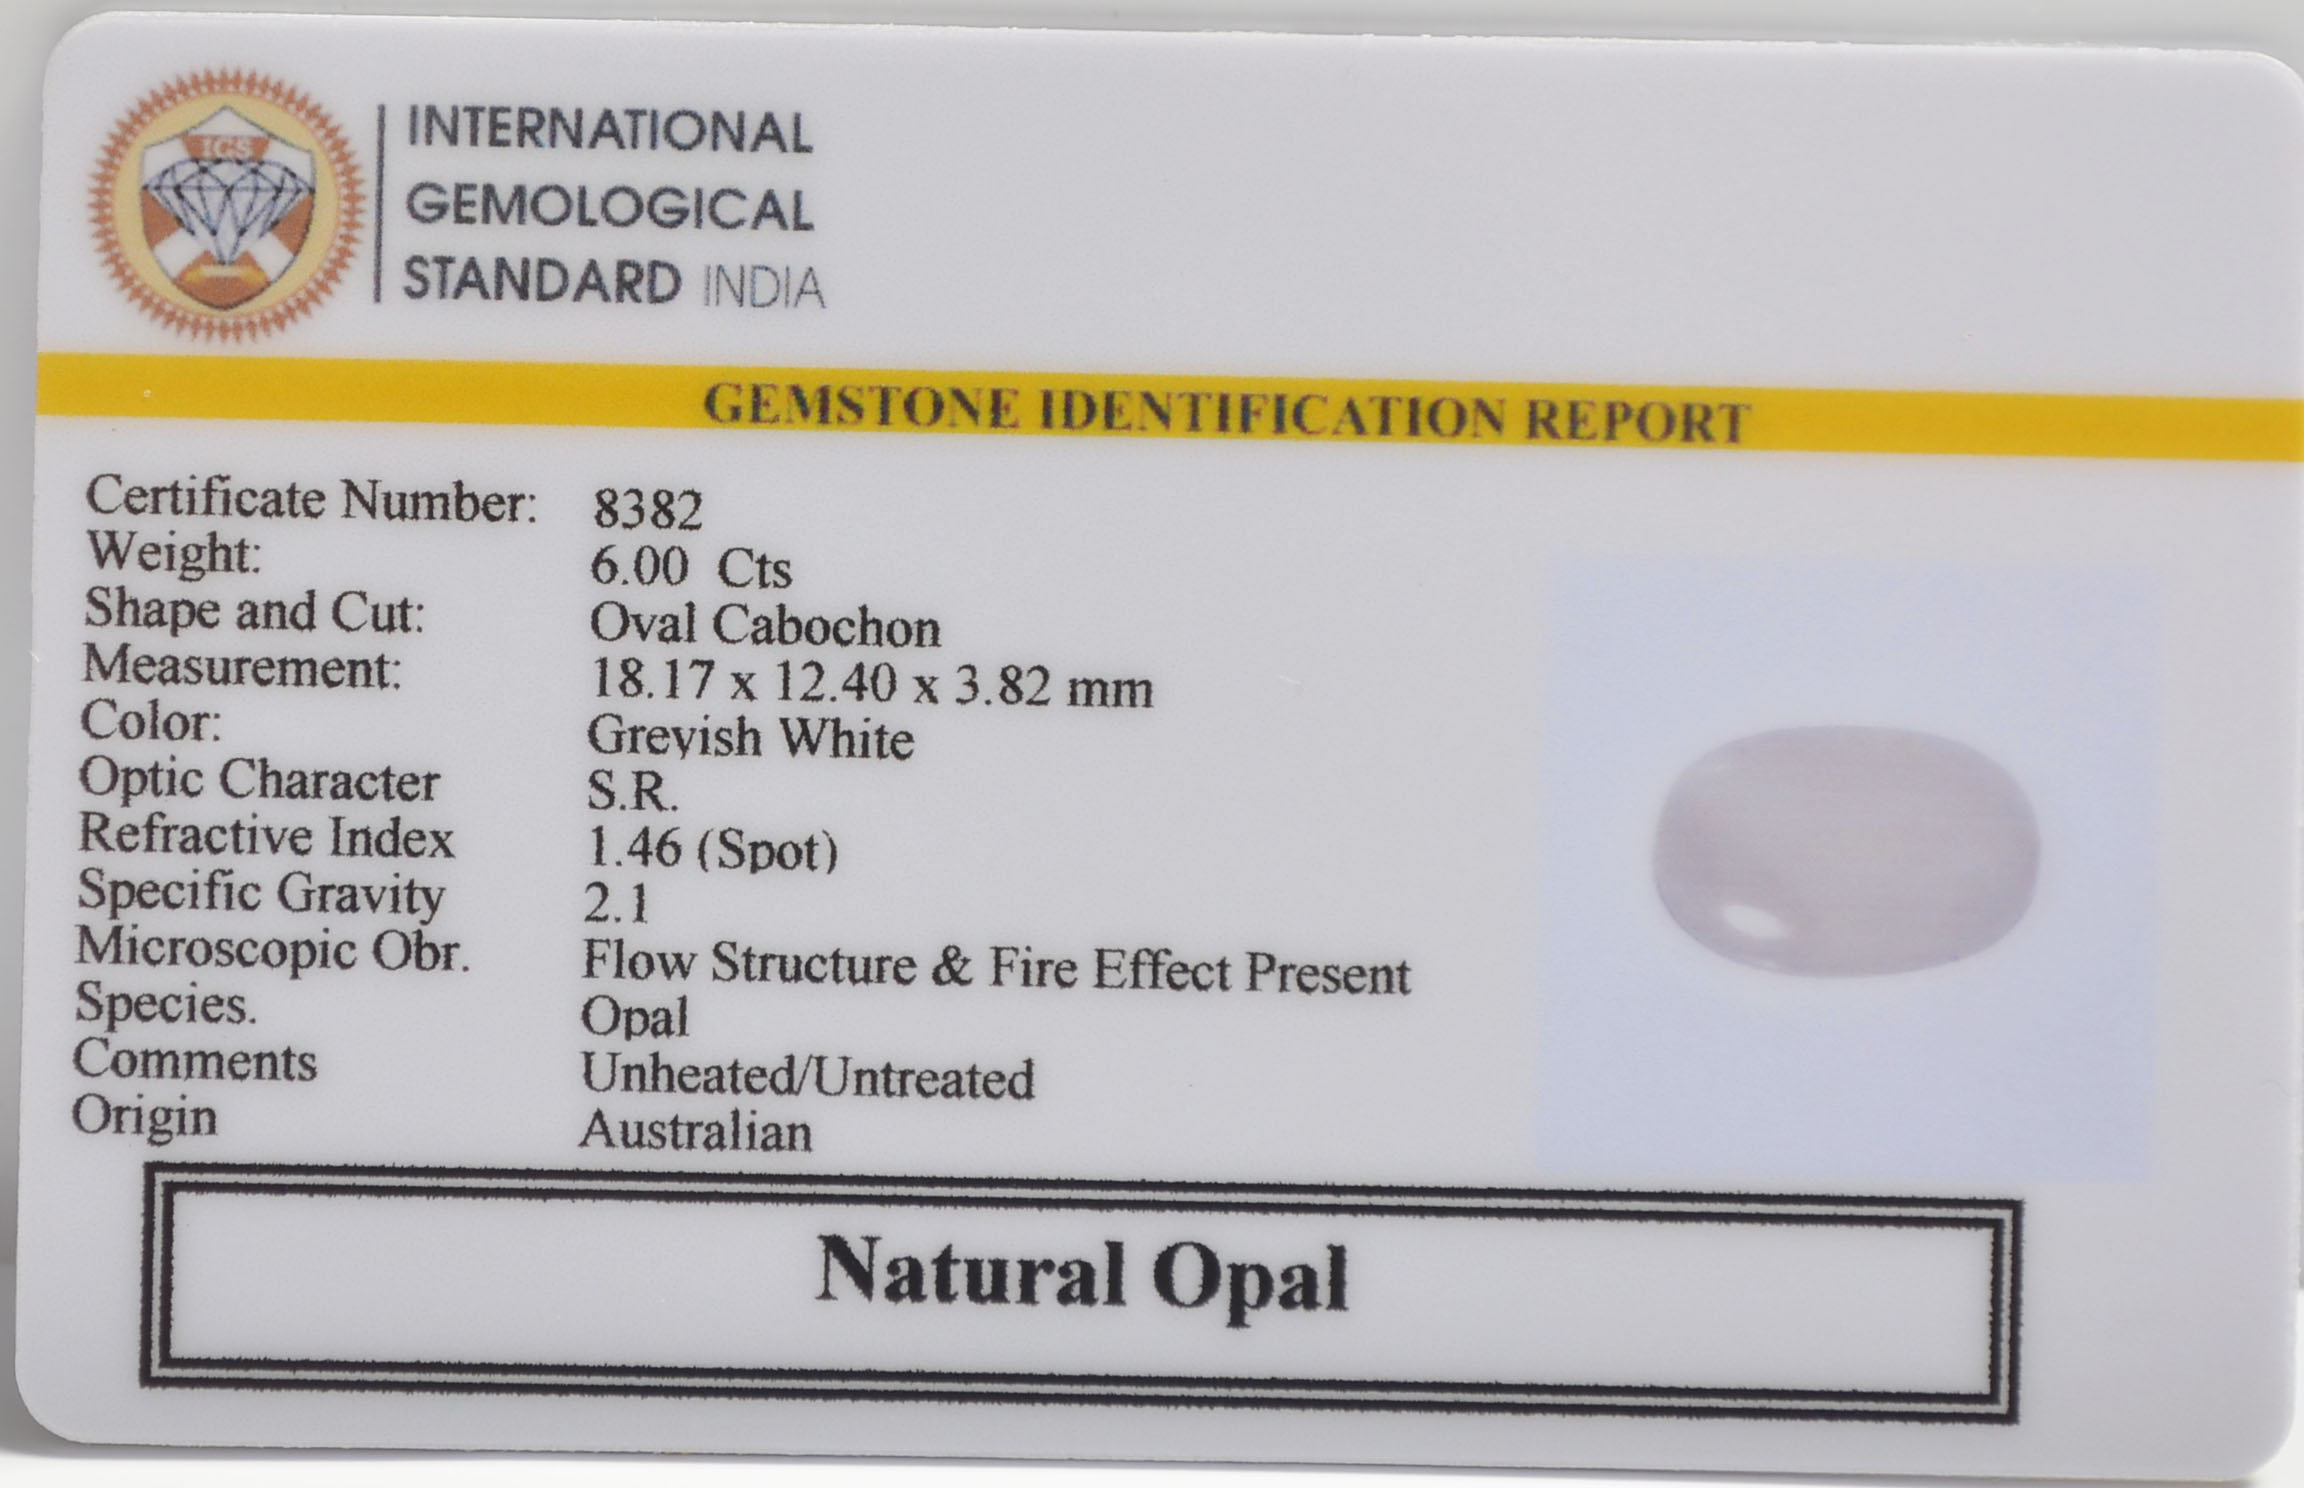 IGS
INTERNATIONAL
GEMOLOGICAL
STANDARD INDIA
GEMSTONE IDENTIFICATION REPORT
Certificate Number: 8382
Weight: 6.00 Cts
Shape and Cut: Oval Cabochon
Measurement: 18.17 x 12.40 x 3.82 mm
Color: Greyish White
Optic Character S.R.
Refractive Index 1.46 (Spot)
Specific Gravity 2.1
Microscopic Obr. Flow Structure & Fire Effect Present
Species. Opal
Comments Unheated/Untreated
Origin Australian
Natural Opal